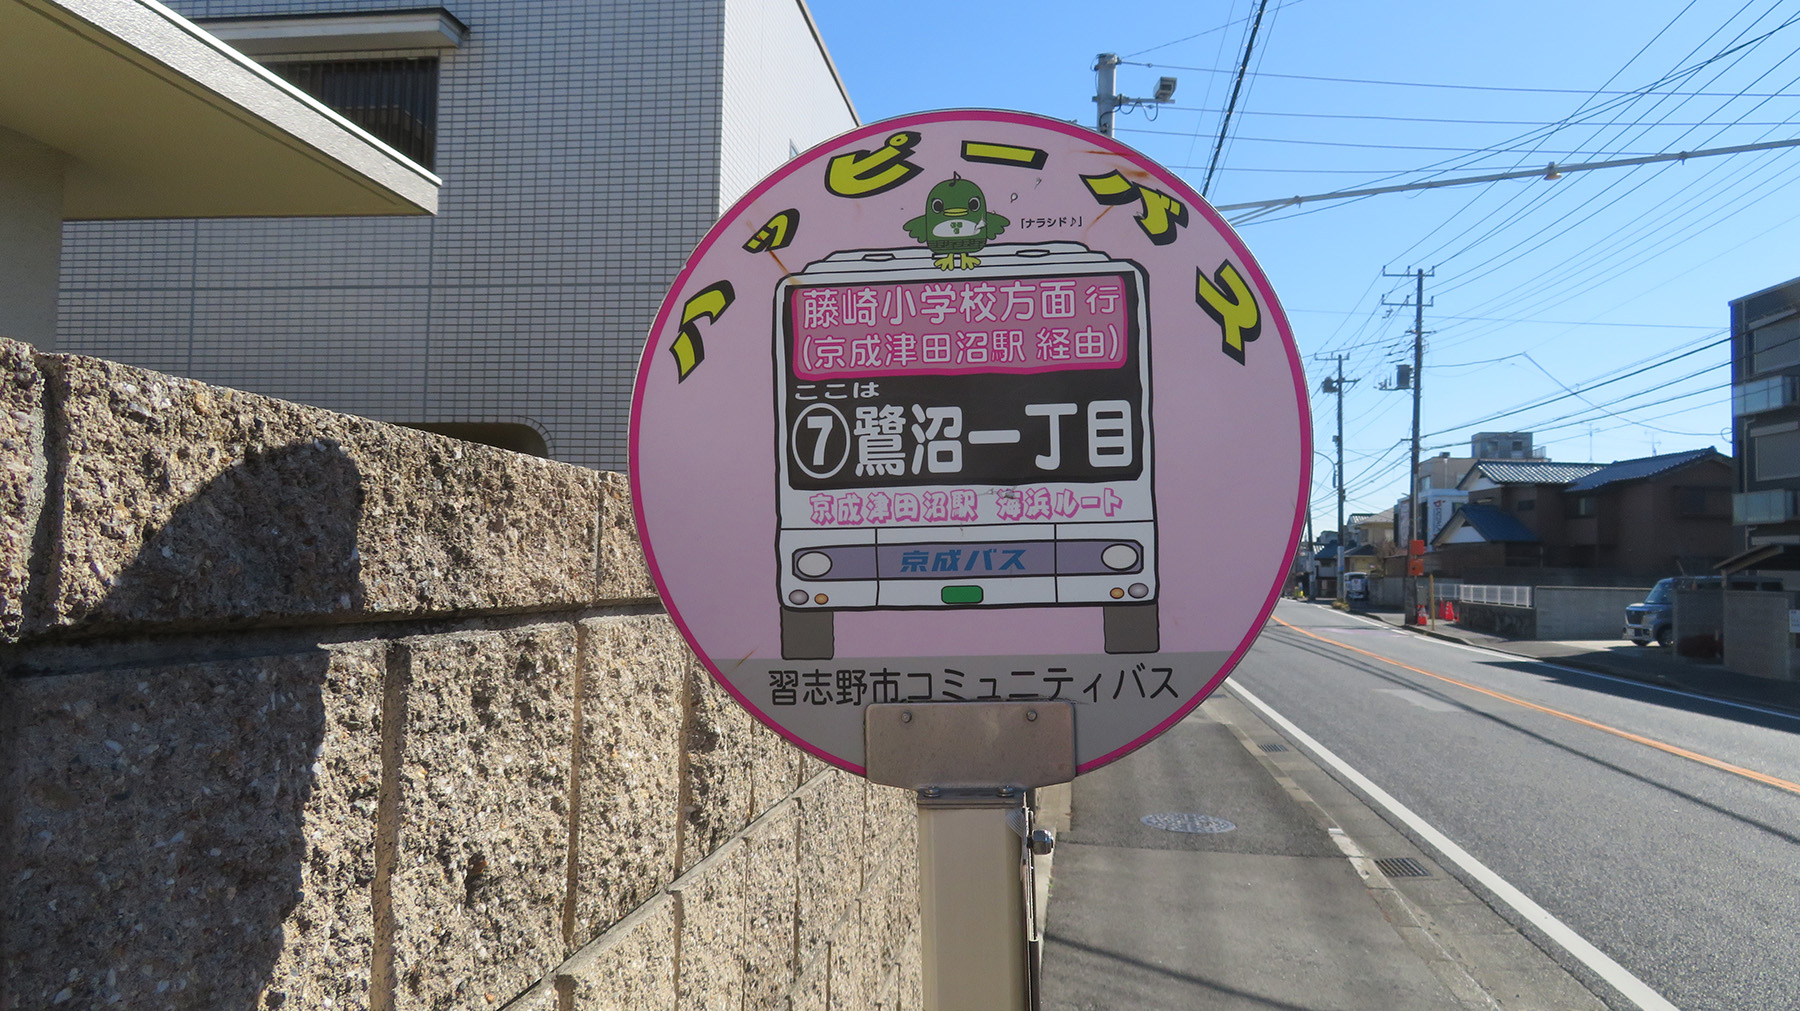 ハッピーバス
「ナラシド♪」
藤崎小学校方面 行
(京成津田沼駅 経由)
ここは
⑦鷺沼一丁目
京成津田沼駅 海浜ルート
京成バス
習志野市コミュニティバス